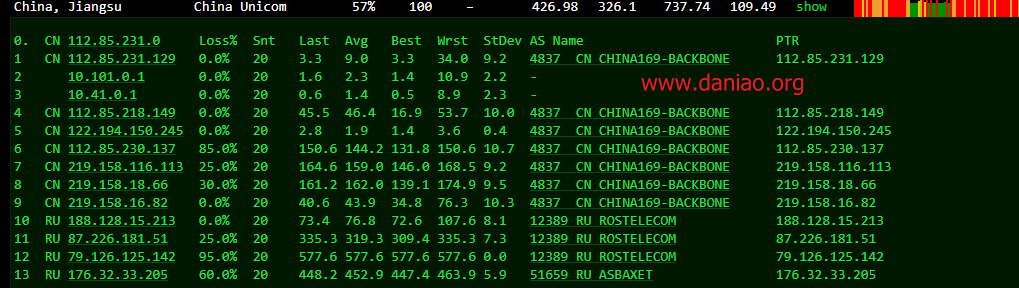 China, Jiangsu China Unicom 57% 100 – 426.98 326.1 737.74 109.49 show
0. CN 112.85.231.0 Loss% Snt Last Avg Best Wrst StDev AS Name PTR
1 CN 112.85.231.129 0.0% 20 3.3 9.0 3.3 34.0 9.2 4837 CN CHINA169-BACKBONE 112.85.231.129
2 10.101.0.1 0.0% 20 1.6 2.3 1.4 10.9 2.2 -
www.daniao.org
3 10.41.0.1 0.0% 20 0.6 1.4 0.5 8.9 2.3 -
4 CN 112.85.218.149 0.0% 20 45.5 46.4 16.9 53.7 10.0 4837 CN CHINA169-BACKBONE 112.85.218.149
5 CN 122.194.150.245 0.0% 20 2.8 1.9 1.4 3.6 0.4 4837 CN CHINA169-BACKBONE 122.194.150.245
6 CN 112.85.230.137 85.0% 20 150.6 144.2 131.8 150.6 10.7 4837 CN CHINA169-BACKBONE 112.85.230.137
7 CN 219.158.116.113 25.0% 20 164.6 159.0 146.0 168.5 9.2 4837 CN CHINA169-BACKBONE 219.158.116.113
8 CN 219.158.18.66 30.0% 20 161.2 162.0 139.1 174.9 9.5 4837 CN CHINA169-BACKBONE 219.158.18.66
9 CN 219.158.16.82 0.0% 20 40.6 43.9 34.8 76.3 10.3 4837 CN CHINA169-BACKBONE 219.158.16.82
10 RU 188.128.15.213 0.0% 20 73.4 76.8 72.6 107.6 8.1 12389 RU ROSTELECOM 188.128.15.213
11 RU 87.226.181.51 25.0% 20 335.3 319.3 309.4 335.3 7.3 12389 RU ROSTELECOM 87.226.181.51
12 RU 79.126.125.142 95.0% 20 577.6 577.6 577.6 577.6 0.0 12389 RU ROSTELECOM 79.126.125.142
13 RU 176.32.33.205 60.0% 20 448.2 452.9 447.4 463.9 5.9 51659 RU ASBAXET 176.32.33.205